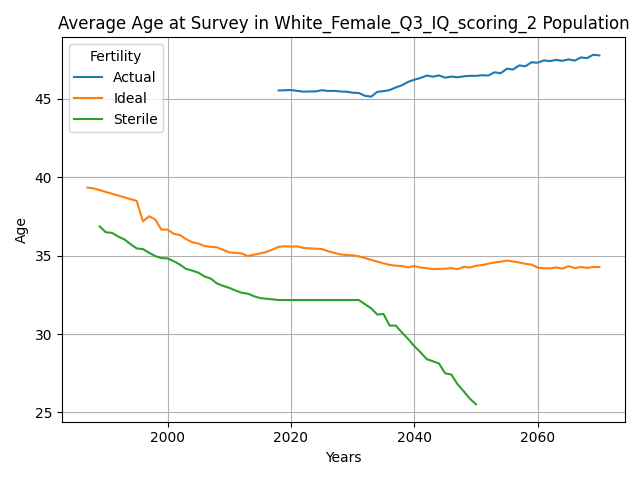 Average Age at Survey in White_Female_Q3_IQ_scoring_2 Population
Fertility
Actual
Ideal
Sterile
Age
45
40
35
30
25
2000
2020
2040
2060
Years